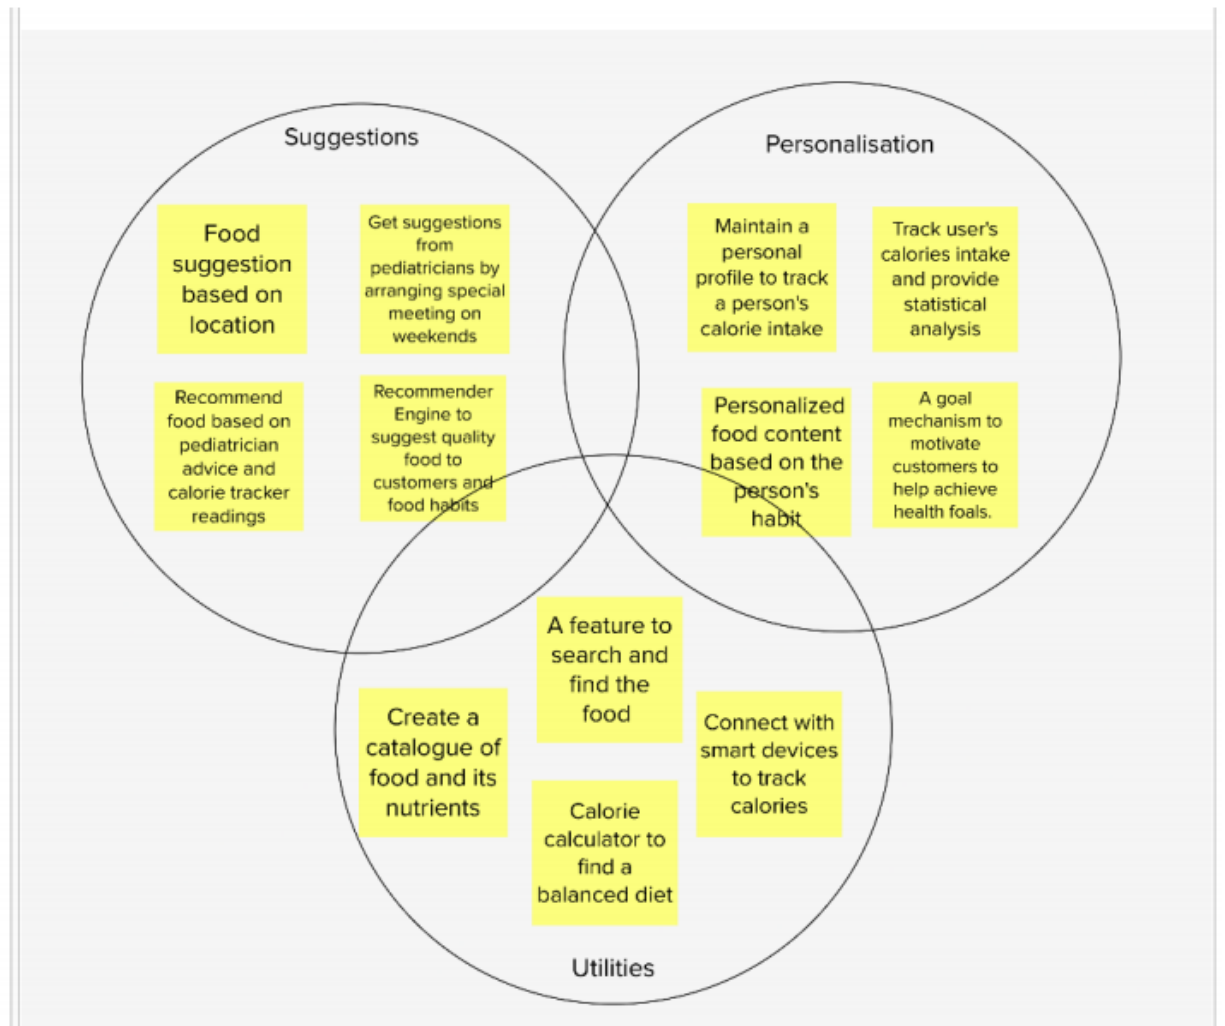 Suggestions
Food
suggestion
based on
location
Get suggestions
from
pediatricians by
arranging special
meeting on
weekends
Recommend
food based on
pediatrician
advice and
calorie tracker
readings
Recommender
Engine to
suggest quality
food to
customers and
food habits
Personalisation
Maintain a
personal
profile to track
a person's
calorie intake
Track user's
calories intake
and provide
statistical
analysis
Personalized
food content
based on the
person's
habit
A goal
mechanism to
motivate
customers to
help achieve
health foals.
A feature to
search and
find the
food
Create a
catalogue of
food and its
nutrients
Connect with
smart devices
to track
calories
Calorie
calculator to
find a
balanced diet
Utilities